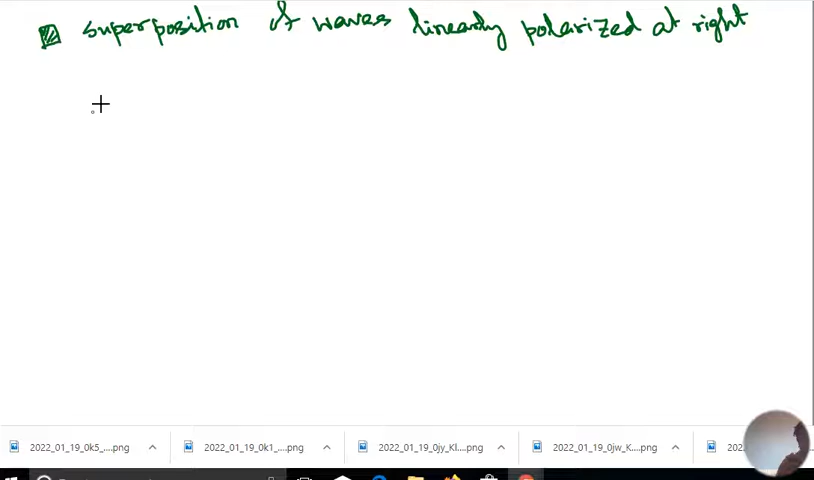 superposition of waves linearly polarized at right
2022_01_19_0k5_....png
2022_01_19_0k1_....png
2022_01_19_0jy_Kl....png
2022_01_19_0jw_K....png